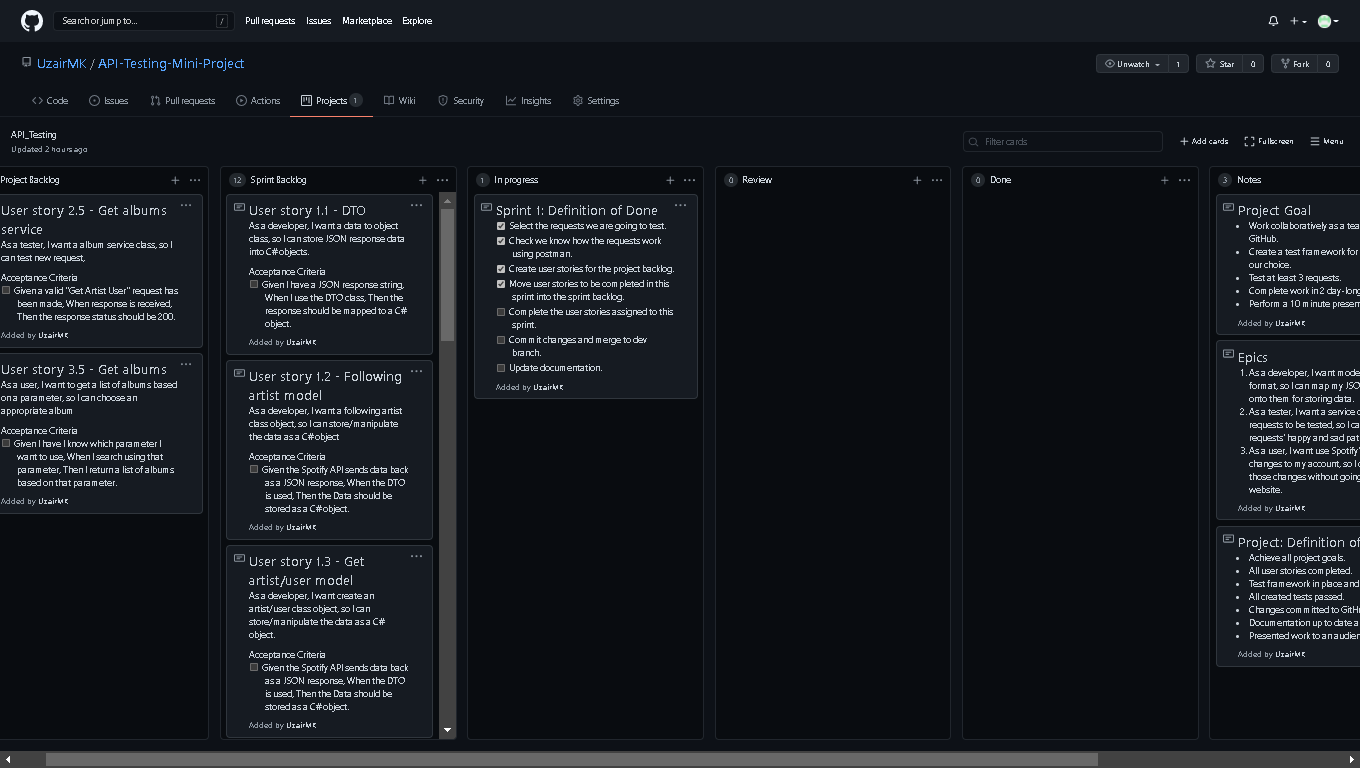 Search or jump to...
/
Pull requests
Issues
Marketplace
Explore
UzairMK / API-Testing-Mini-Project
Unwatch
1
Star
0
Fork
0
Code
Issues
Pull requests
Actions
Projects
1
Wiki
Security
Insights
Settings
API_Testing
Updated 2 hours ago
Filter cards
Add cards
Fullscreen
Menu
Project Backlog
User story 2.5 - Get albums
service
As a tester, I want a album service class, so I
can test new request,
Acceptance Criteria
Given a valid "Get Artist User" request has
been made, When response is received,
Then the response status should be 200.
Added by UzairMK
User story 3.5 - Get albums
As a user, I want to get a list of albums based
on a parameter, so I can choose an
appropriate album
Acceptance Criteria
Given I have I know which parameter I
want to use, When I search using that
parameter, Then I return a list of albums
based on that parameter.
Added by UzairMK
12
Sprint Backlog
User story 1.1 - DTO
As a developer, I want a data to object
class, so I can store JSON response data
into C# objects.
Acceptance Criteria
Given I have a JSON response string,
When I use the DTO class, Then the
response should be mapped to a C#
object.
Added by UzairMK
User story 1.2 - Following
artist model
As a developer, I want a following artist
class object, so I can store/manipulate
the data as a C# object
Acceptance Criteria
Given the Spotify API sends data back
as a JSON response, When the DTO
is used, Then the Data should be
stored as a C# object.
Added by UzairMK
User story 1.3 - Get
artist/user model
As a developer, I want create an
artist/user class object, so I can
store/manipulate the data as a C#
object.
Acceptance Criteria
Given the Spotify API sends data back
as a JSON response, When the DTO
is used, Then the Data should be
stored as a C# object.
Added by UzairMK
1
In progress
Sprint 1: Definition of Done
Select the requests we are going to test.
Check we know how the requests work
using postman.
Create user stories for the project backlog.
Move user stories to be completed in this
sprint into the sprint backlog.
Complete the user stories assigned to this
sprint.
Commit changes and merge to dev
branch.
Update documentation.
Added by UzairMK
0
Review
0
Done
3
Notes
Project Goal
Work collaboratively as a tea
GitHub.
Create a test framework for
our choice.
Test at least 3 requests.
Complete work in 2 day-long
Perform a 10 minute presen
Added by UzairMK
Epics
1. As a developer, I want mode
format, so I can map my JSO
onto them for storing data.
2. As a tester, I want a service c
requests to be tested, so I ca
requests' happy and sad pat
3. As a user, I want use Spotify'
changes to my account, so I c
those changes without going
website.
Added by UzairMK
Project: Definition of
Achieve all project goals.
All user stories completed.
Test framework in place and
All created tests passed.
Changes committed to GitHu
Documentation up to date a
Presented work to an audien
Added by UzairMK